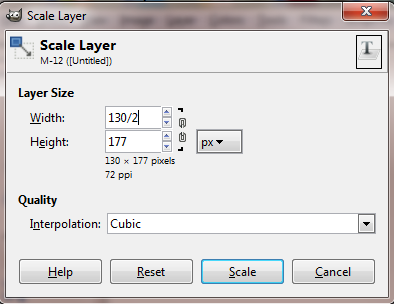 Scale Layer
Scale Layer
M-12 ([Untitled])
T
Layer Size
Width: 130/2
Height: 177 px
130 × 177 pixels
72 ppi
Quality
Interpolation: Cubic
Help Reset Scale Cancel